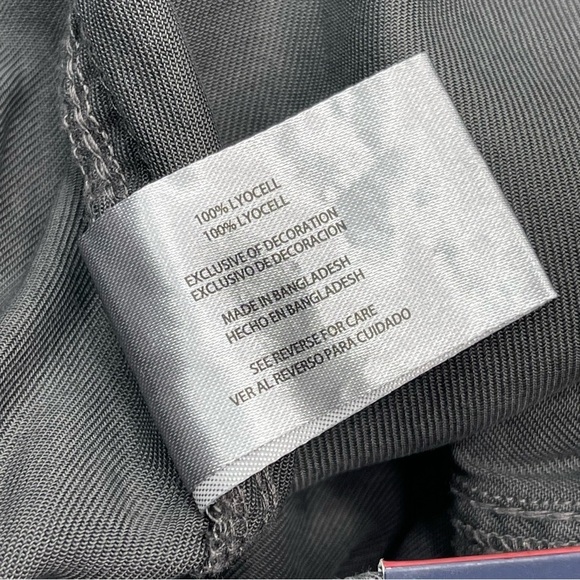 100% LYOCELL
100% LYOCELL
EXCLUSIVE OF DECORATION
EXCLUSIVO DE DECORACION
MADE IN BANGLADESH
HECHO EN BANGLADESH
SEE REVERSE FOR CARE
VER AL REVERSO PARA CUIDADO